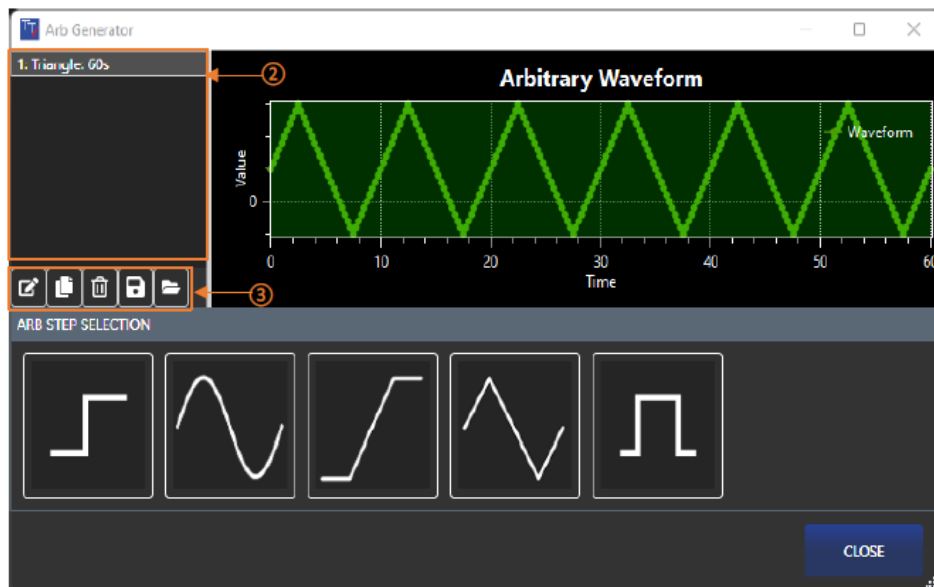 Arb Generator
1. Triangle. 60s
②
Arbitrary Waveform
Waveform
Value
0
0
10
20
30
40
50
60
Time
③
ARB STEP SELECTION
CLOSE